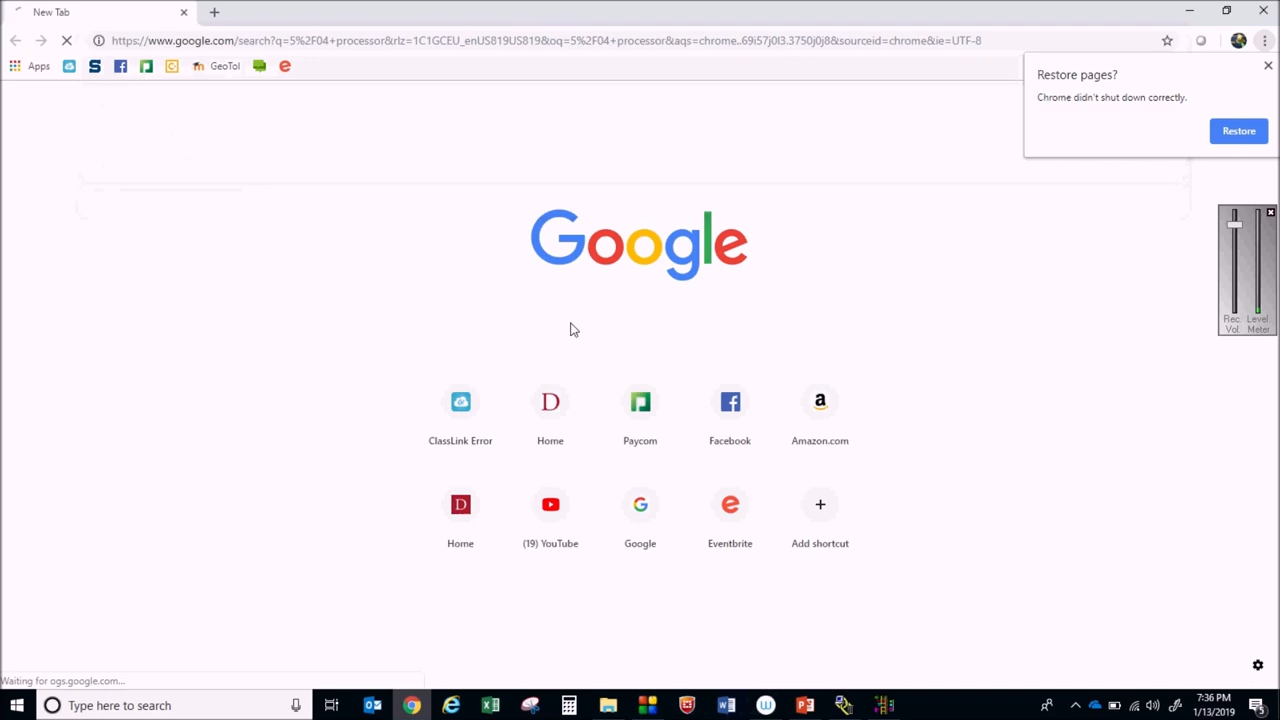 New Tab
https://www.google.com/search?q=5%2F04+processor&rlz=1C1GCEU_enUS819US819&oq=5%2F04+processor&aqs=chrome..69i57j0l3.3750j0j8&sourceid=chrome&ie=UTF-8
Apps GeoTol
Restore pages?
Chrome didn't shut down correctly.
Restore
Google
Rec. Level
Vol. Meter
ClassLink Error Home Paycom Facebook Amazon.com
Home (19) YouTube Google Eventbrite Add shortcut
Waiting for ogs.google.com...
Type here to search
7:36 PM
1/13/2019